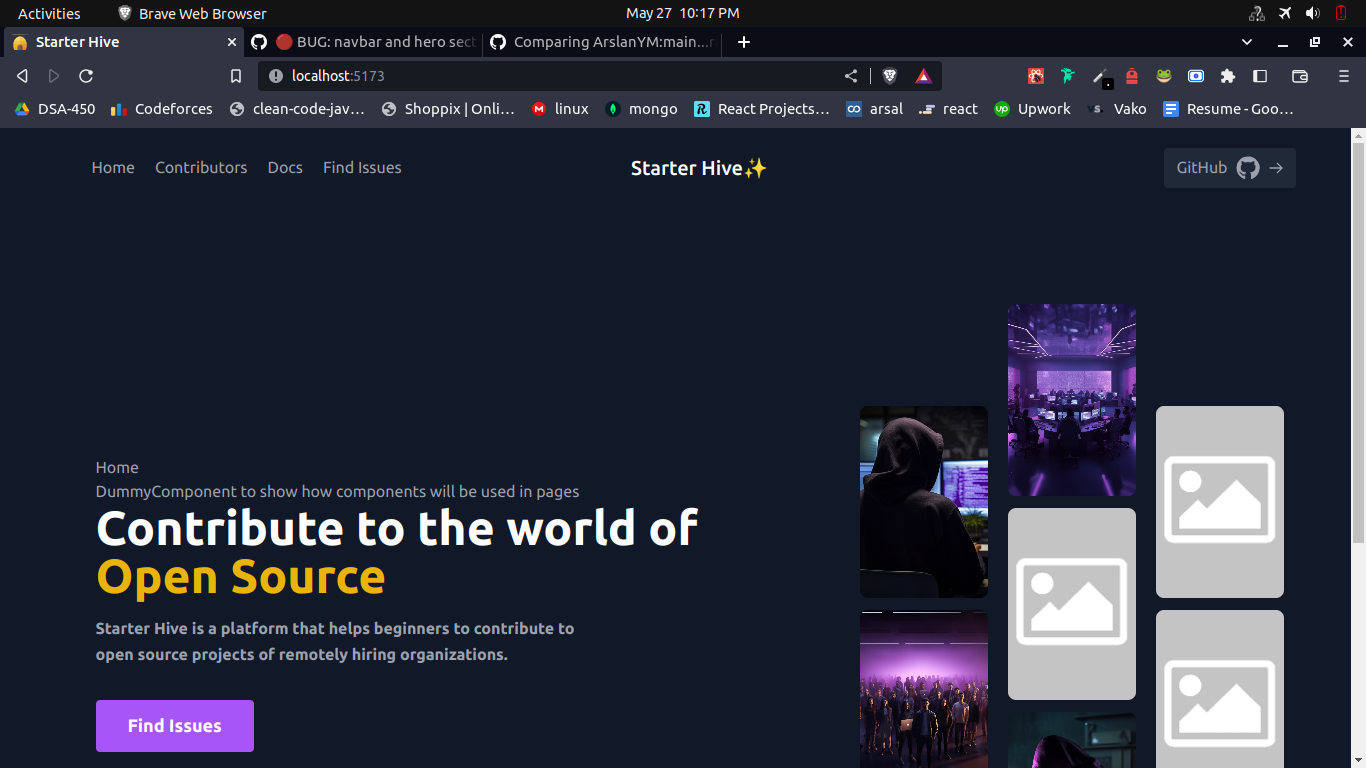 Activities
Brave Web Browser
May 27 10:17 PM
Starter Hive
BUG: navbar and hero sect
Comparing ArslanYM:main...r
localhost:5173
DSA-450
Codeforces
clean-code-jav…
Shoppix | Onli…
linux
mongo
React Projects…
arsal
react
Upwork
Vako
Resume - Goo…
Home
Contributors
Docs
Find Issues
Starter Hive✨
GitHub
Home
DummyComponent to show how components will be used in pages
Contribute to the world of
Open Source
Starter Hive is a platform that helps beginners to contribute to
open source projects of remotely hiring organizations.
Find Issues